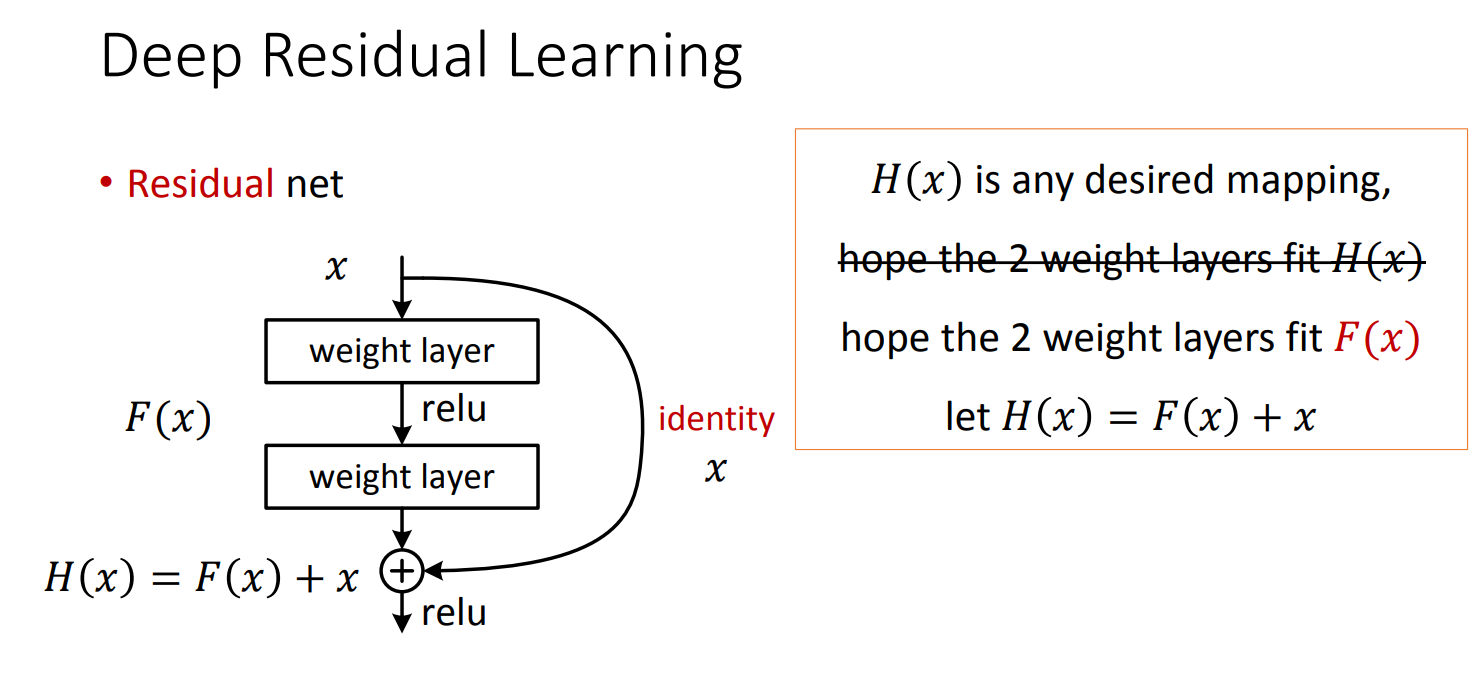 Deep Residual Learning
• Residual net
x
weight layer
relu
F(x)
weight layer
identity
x
H(x) = F(x) + x
+
relu
H(x) is any desired mapping,
hope the 2 weight layers fit H(x)
hope the 2 weight layers fit F(x)
let H(x) = F(x) + x